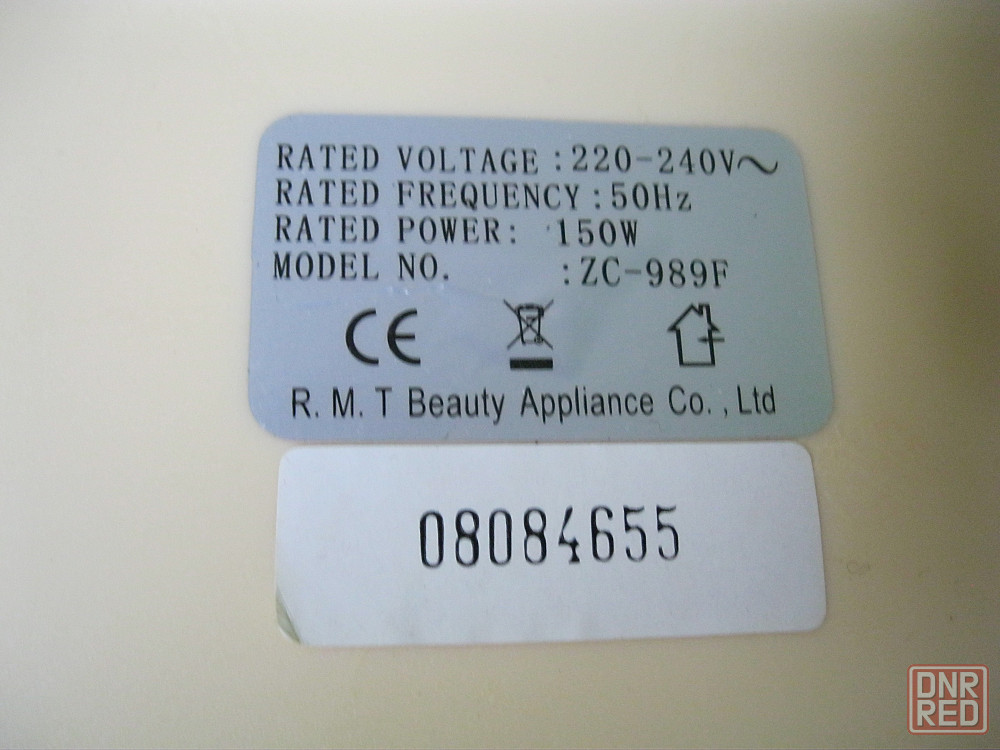 RATED VOLTAGE :220-240V~
RATED FREQUENCY :50Hz
RATED POWER: 150W
MODEL NO. :ZC-989F
CE
R. M. T Beauty Appliance Co. , Ltd
08084655
DNR
RED